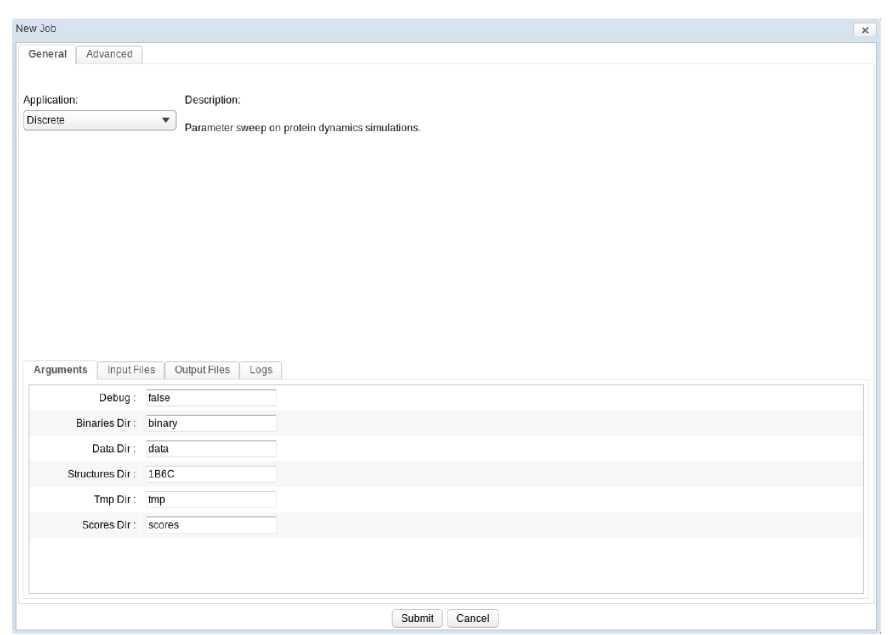 New Job
General Advanced
Application: Description:
Discrete
Parameter sweep on protein dynamics simulations.
Arguments Input Files Output Files Logs
Debug : false
Binaries Dir : binary
Data Dir : data
Structures Dir : 1B6C
Tmp Dir : tmp
Scores Dir : scores
Submit Cancel